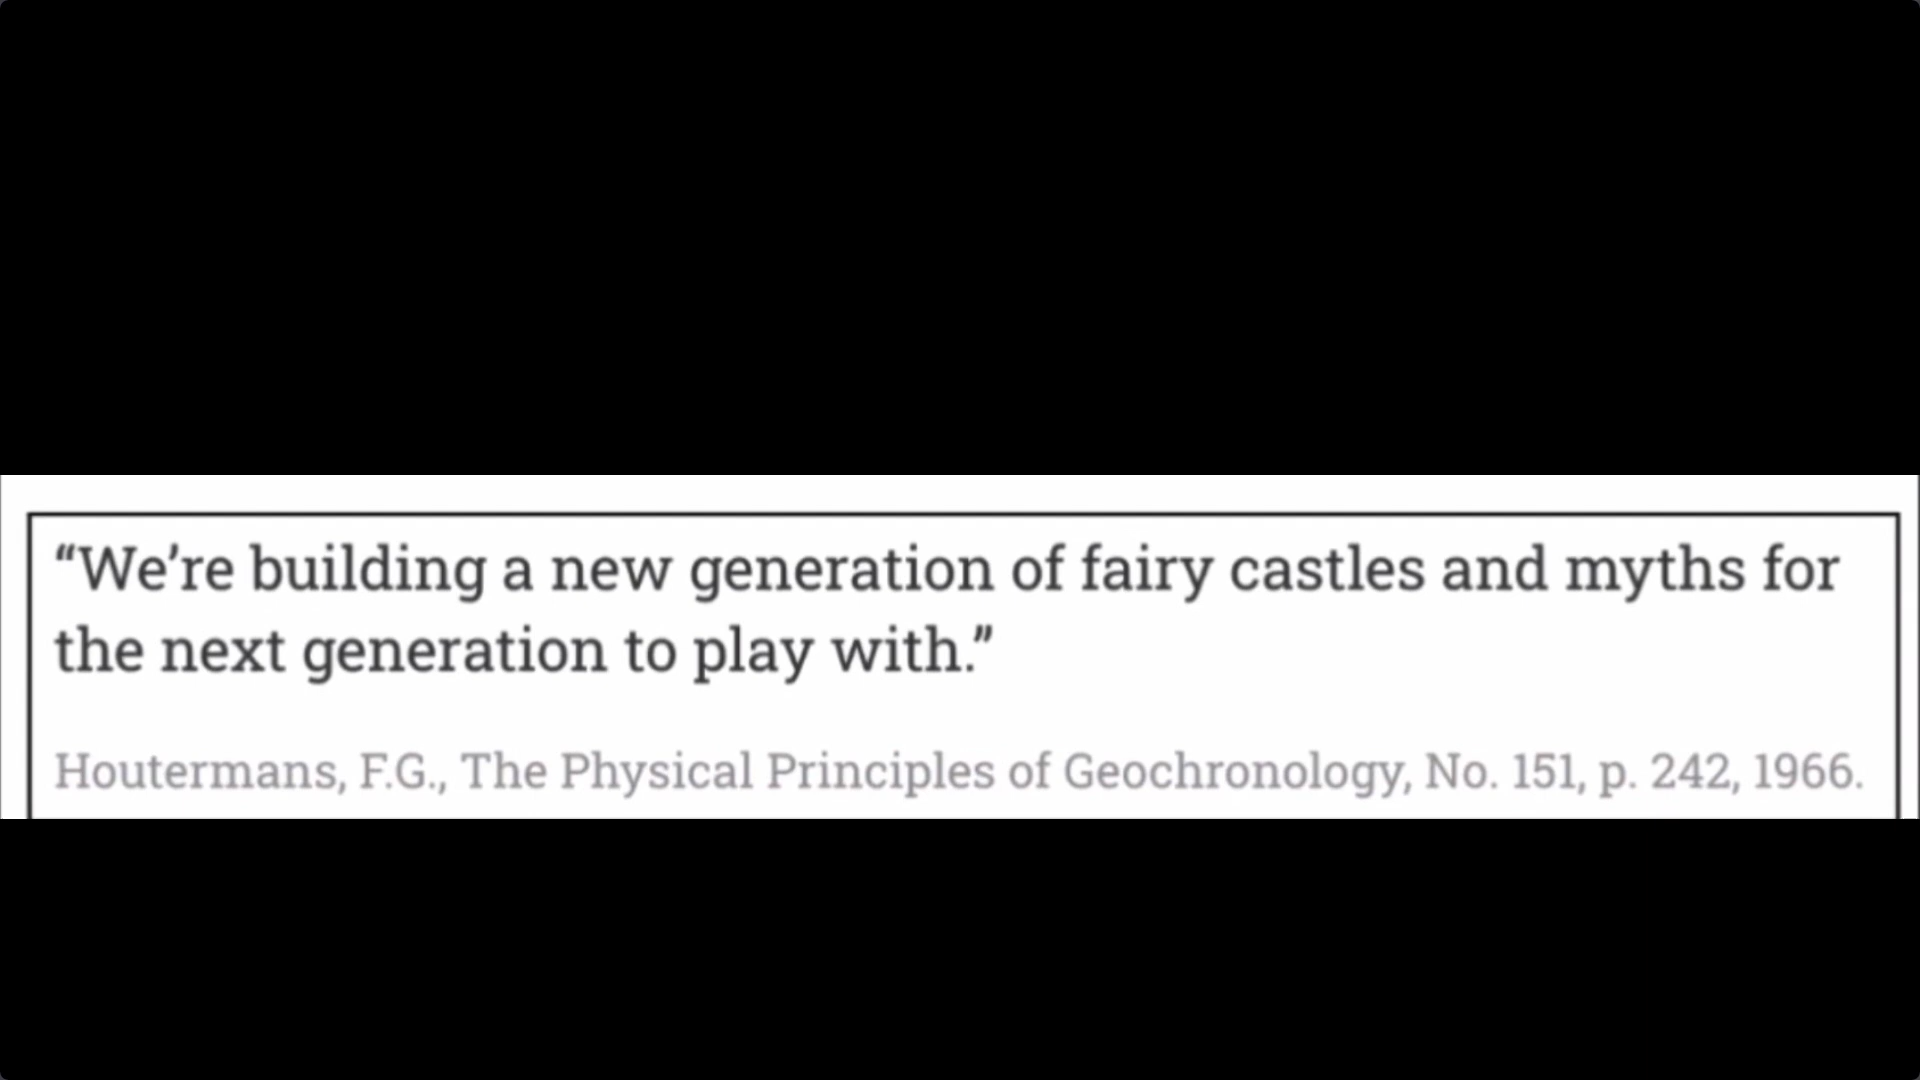 “We’re building a new generation of fairy castles and myths for
the next generation to play with.”
Houtermans, F.G., The Physical Principles of Geochronology, No. 151, p. 242, 1966.